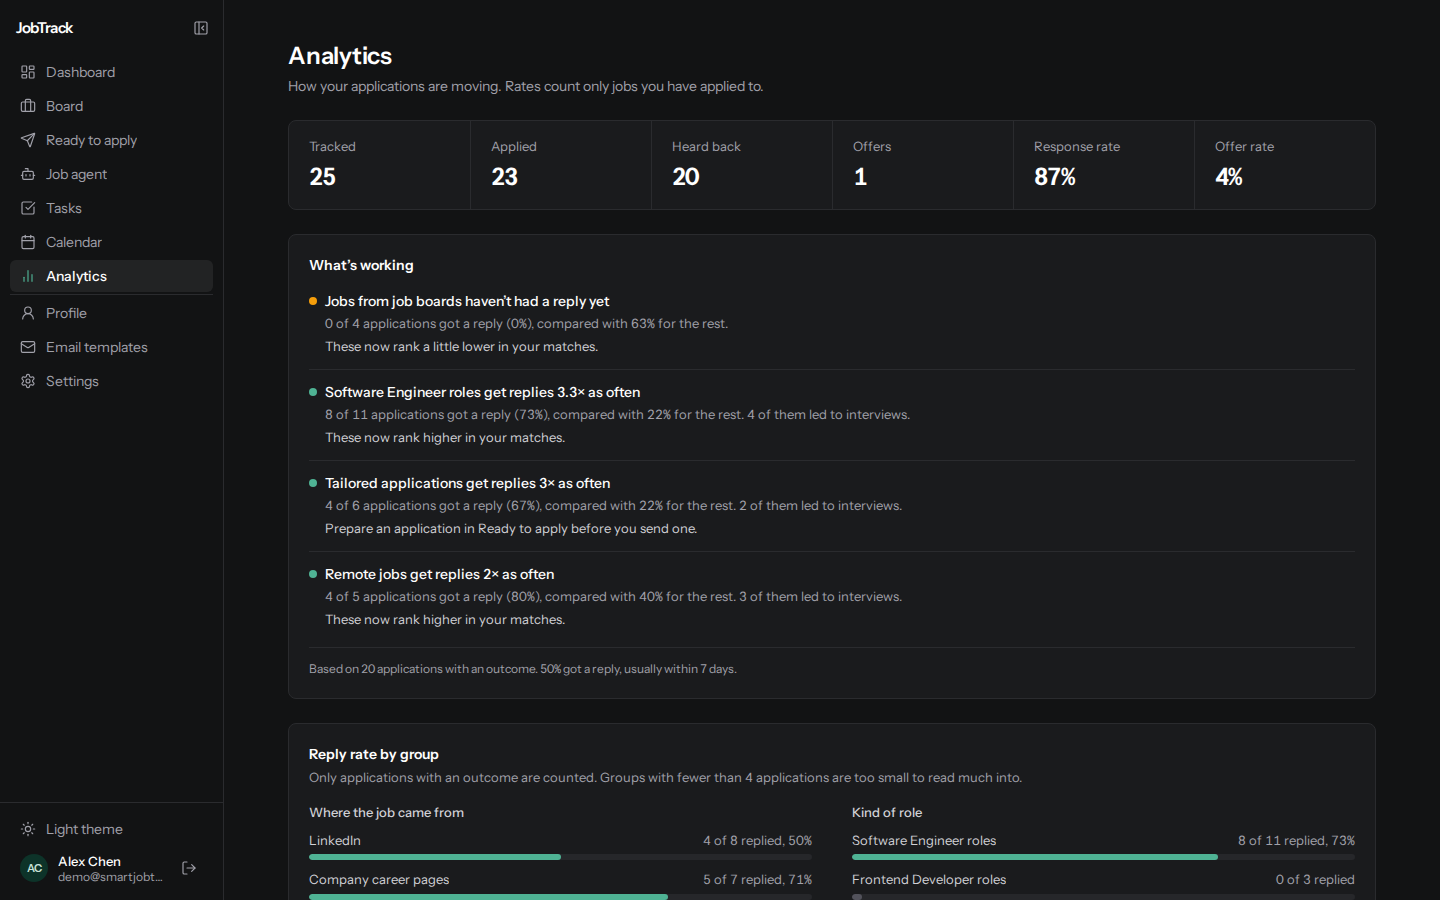 JobTrack
Dashboard
Board
Ready to apply
Job agent
Tasks
Calendar
Analytics
Profile
Email templates
Settings
Light theme
AC
Alex Chen
demo@smartjobt...
Analytics
How your applications are moving. Rates count only jobs you have applied to.
Tracked
25
Applied
23
Heard back
20
Offers
1
Response rate
87%
Offer rate
4%
What's working
Jobs from job boards haven't had a reply yet
0 of 4 applications got a reply (0%), compared with 63% for the rest.
These now rank a little lower in your matches.
Software Engineer roles get replies 3.3× as often
8 of 11 applications got a reply (73%), compared with 22% for the rest. 4 of them led to interviews.
These now rank higher in your matches.
Tailored applications get replies 3× as often
4 of 6 applications got a reply (67%), compared with 22% for the rest. 2 of them led to interviews.
Prepare an application in Ready to apply before you send one.
Remote jobs get replies 2× as often
4 of 5 applications got a reply (80%), compared with 40% for the rest. 3 of them led to interviews.
These now rank higher in your matches.
Based on 20 applications with an outcome. 50% got a reply, usually within 7 days.
Reply rate by group
Only applications with an outcome are counted. Groups with fewer than 4 applications are too small to read much into.
Where the job came from
LinkedIn
4 of 8 replied, 50%
Company career pages
5 of 7 replied, 71%
Kind of role
Software Engineer roles
8 of 11 replied, 73%
Frontend Developer roles
0 of 3 replied